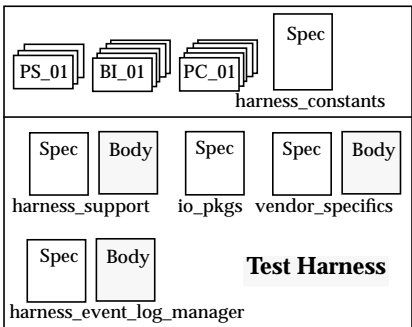 Spec
PS_01 BI_01 PC_01
harness_constants
Spec Body Spec Spec Body
harness_support io_pkgs vendor_specifics
Spec Body
Test Harness
harness_event_log_manager